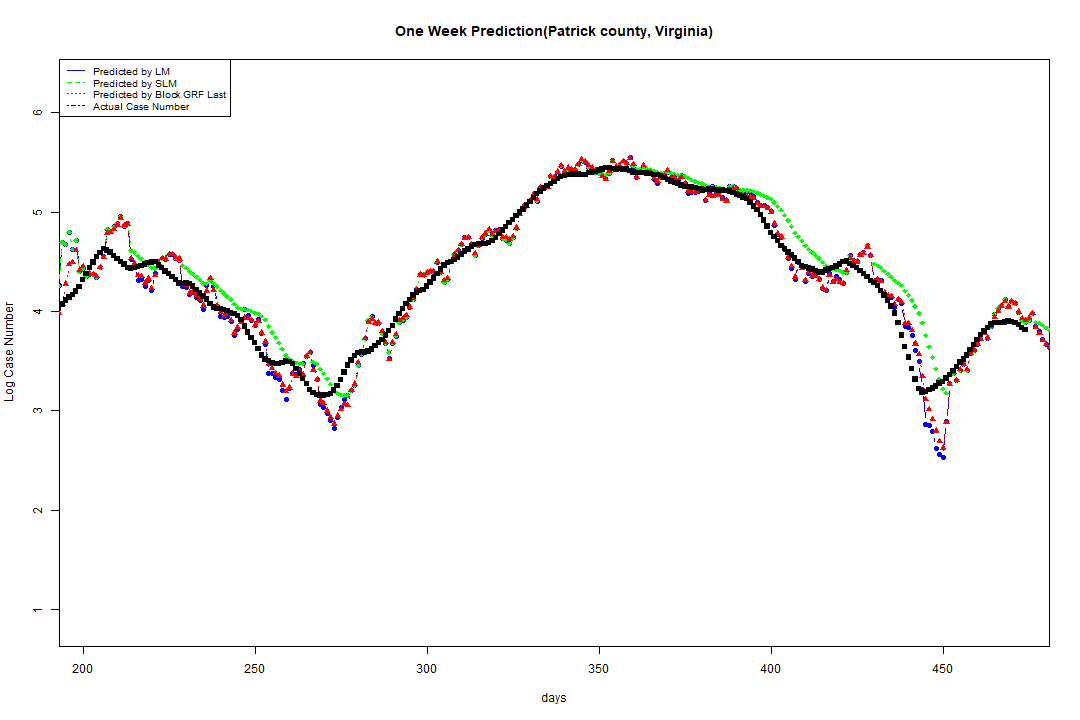 One Week Prediction(Patrick county, Virginia)
Predicted by LM
Predicted by SLM
Predicted by Block GRF Last
Actual Case Number
6
5
4
3
2
1
Log Case Number
200 250 300 350 400 450
days